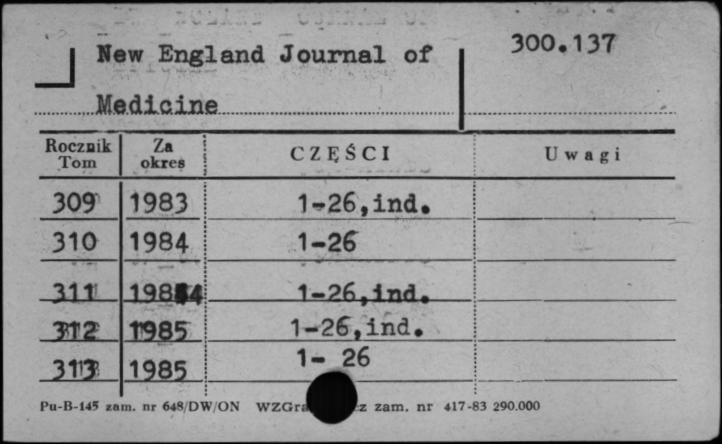 New England Journal of
300.137
Medicine
Rocznik Tom Za okres CZĘŚCI Uwagi
309 1983 1-26,ind.
310 1984 1-26
311 1984 1-26,ind.
312 1985 1-26,ind.
313 1985 1- 26
Pu-B-145 zam. nr 648/DW/ON WZGra z zam. nr 417-83 290.000